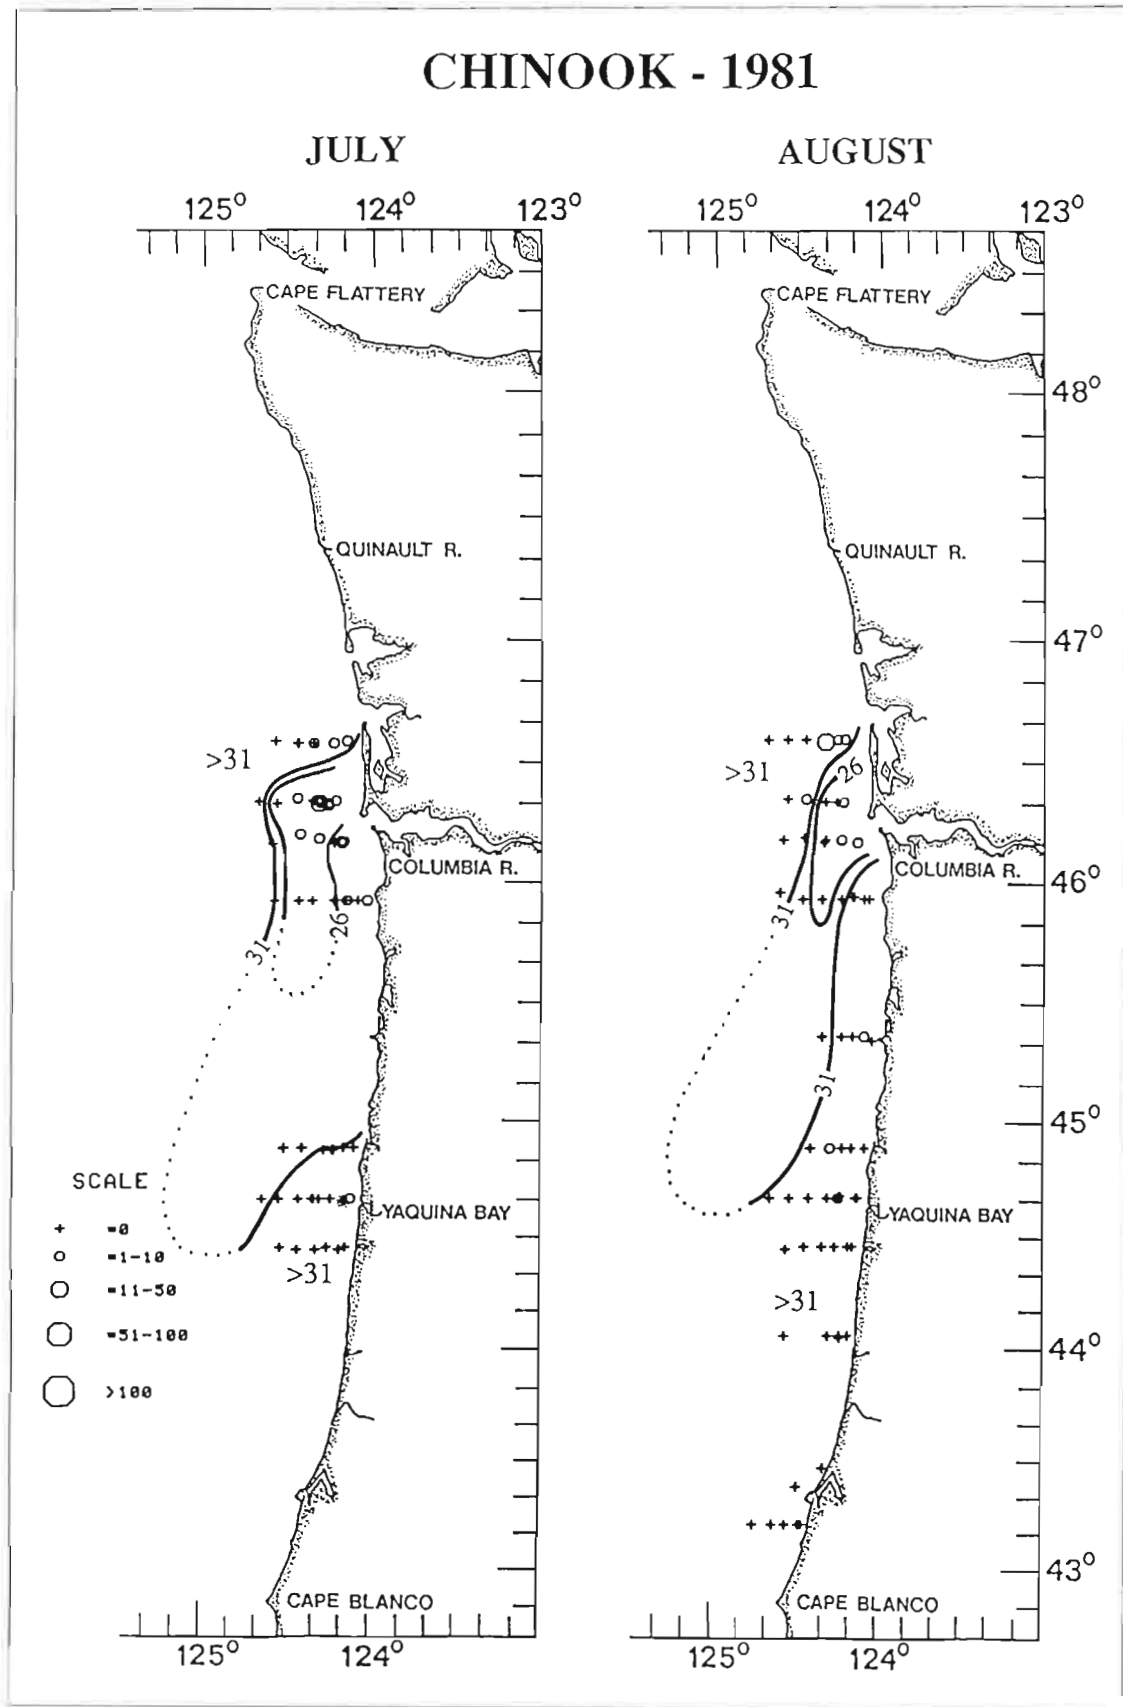 CHINOOK - 1981
JULY
125° 124° 123°
CAPE FLATTERY
QUINAULT R.
>31
COLUMBIA R.
31
26
YAQUINA BAY
>31
CAPE BLANCO
125° 124°
SCALE
+ =0
=1-10
=11-50
=51-100
>100
AUGUST
125° 124° 123°
CAPE FLATTERY
48°
QUINAULT R.
47°
>31
26
COLUMBIA R.
46°
31
31
45°
YAQUINA BAY
>31
44°
43°
CAPE BLANCO
125° 124°